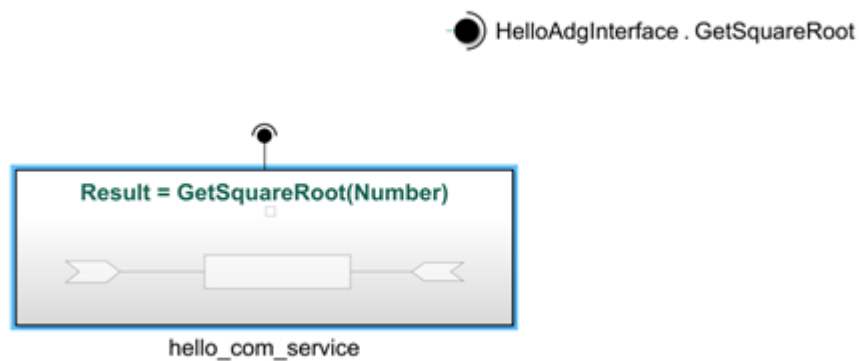 HelloAdgInterface . GetSquareRoot
Result = GetSquareRoot(Number)
hello_com_service